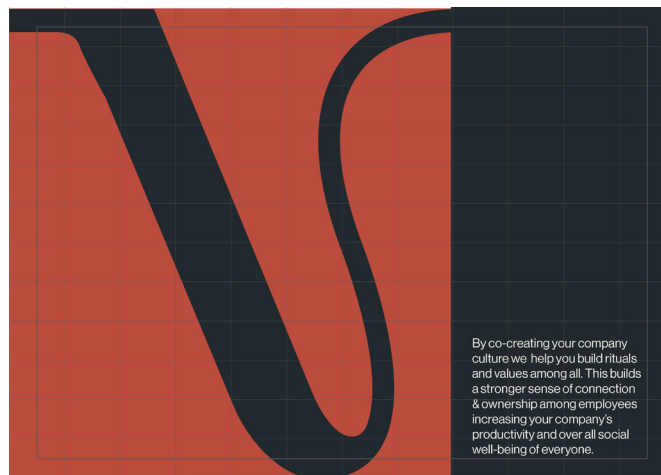 By co-creating your company
culture we help you build rituals
and values among all. This builds
a stronger sense of connection
& ownership among employees
increasing your company's
productivity and over all social
well-being of everyone.